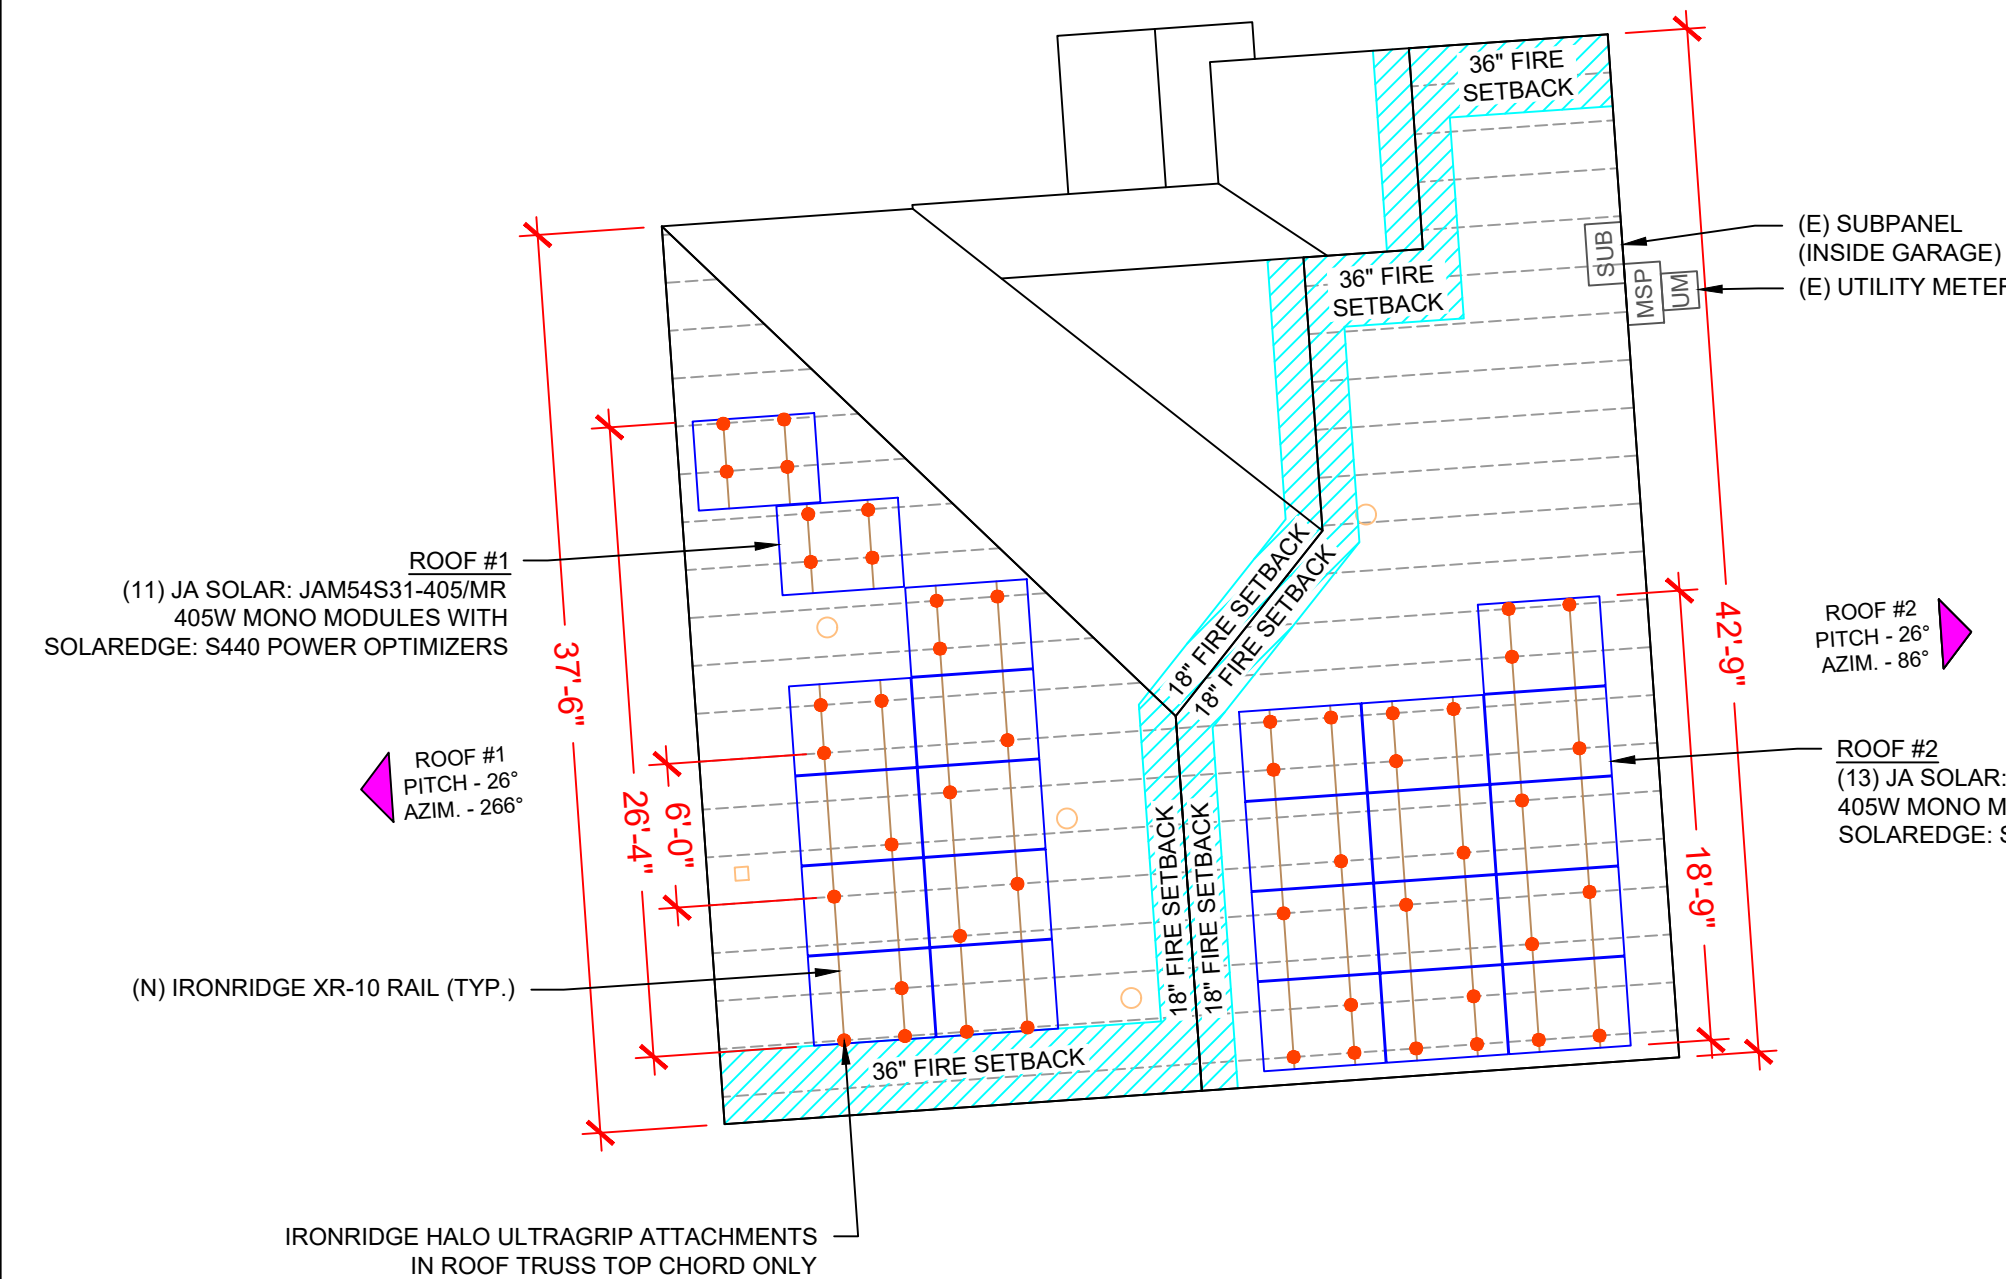 36" FIRE
SETBACK
(E) SUBPANEL
(INSIDE GARAGE)
SUB
MSP
UM
(E) UTILITY METER
36" FIRE
SETBACK
ROOF #1
(11) JA SOLAR: JAM54S31-405/MR
405W MONO MODULES WITH
SOLAREDGE: S440 POWER OPTIMIZERS
18" FIRE SETBACK
18" FIRE SETBACK
37'-6"
42'-9"
ROOF #2
PITCH - 26°
AZIM. - 86°
ROOF #1
PITCH - 26°
AZIM. - 266°
26'-4"
6'-0"
18" FIRE SETBACK
18" FIRE SETBACK
18'-9"
ROOF #2
(13) JA SOLAR:
405W MONO M
SOLAREDGE: S
(N) IRONRIDGE XR-10 RAIL (TYP.)
36" FIRE SETBACK
IRONRIDGE HALO ULTRAGRIP ATTACHMENTS
IN ROOF TRUSS TOP CHORD ONLY